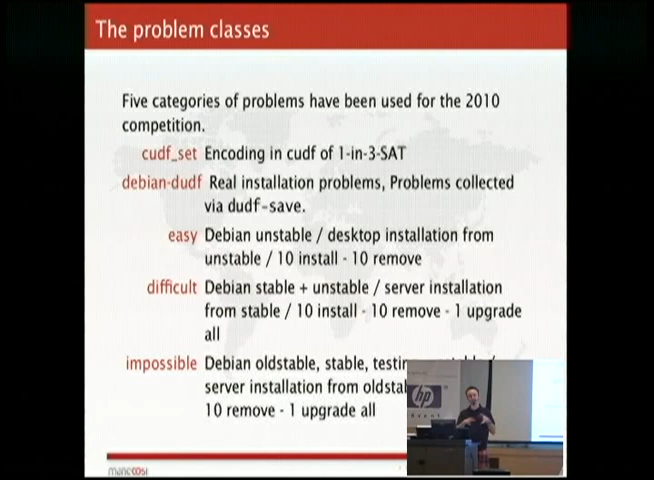 The problem classes
Five categories of problems have been used for the 2010
competition.
cudf_set Encoding in cudf of 1-in-3-SAT
debian-dudf Real installation problems, Problems collected
via dudf-save.
easy Debian unstable / desktop installation from
unstable / 10 install - 10 remove
difficult Debian stable + unstable / server installation
from stable / 10 install - 10 remove - 1 upgrade
all
impossible Debian oldstable, stable,
server installation from
10 remove - 1 upgrade all
hp
mancoosi